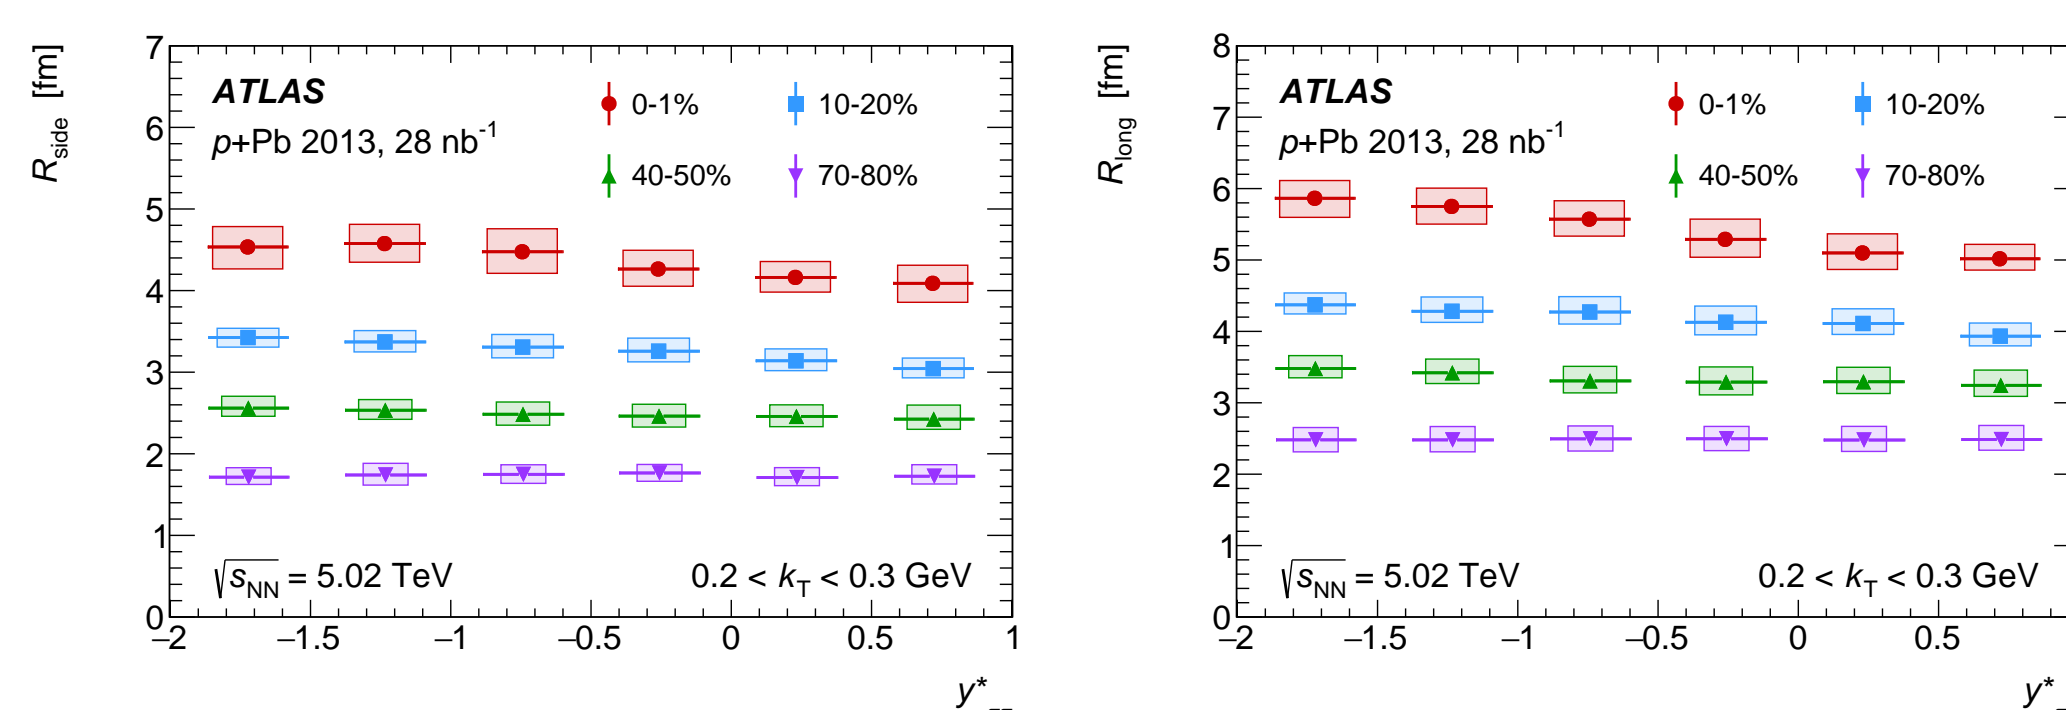 R_side [fm]
7
6
5
4
3
2
1
0
ATLAS
p+Pb 2013, 28 nb^-1
0-1%
10-20%
40-50%
70-80%
√s_NN = 5.02 TeV
0.2 < k_T < 0.3 GeV
−2 −1.5 −1 −0.5 0 0.5 1
y*
R_long [fm]
8
7
6
5
4
3
2
1
0
ATLAS
p+Pb 2013, 28 nb^-1
0-1%
10-20%
40-50%
70-80%
√s_NN = 5.02 TeV
0.2 < k_T < 0.3 GeV
−2 −1.5 −1 −0.5 0 0.5
y*